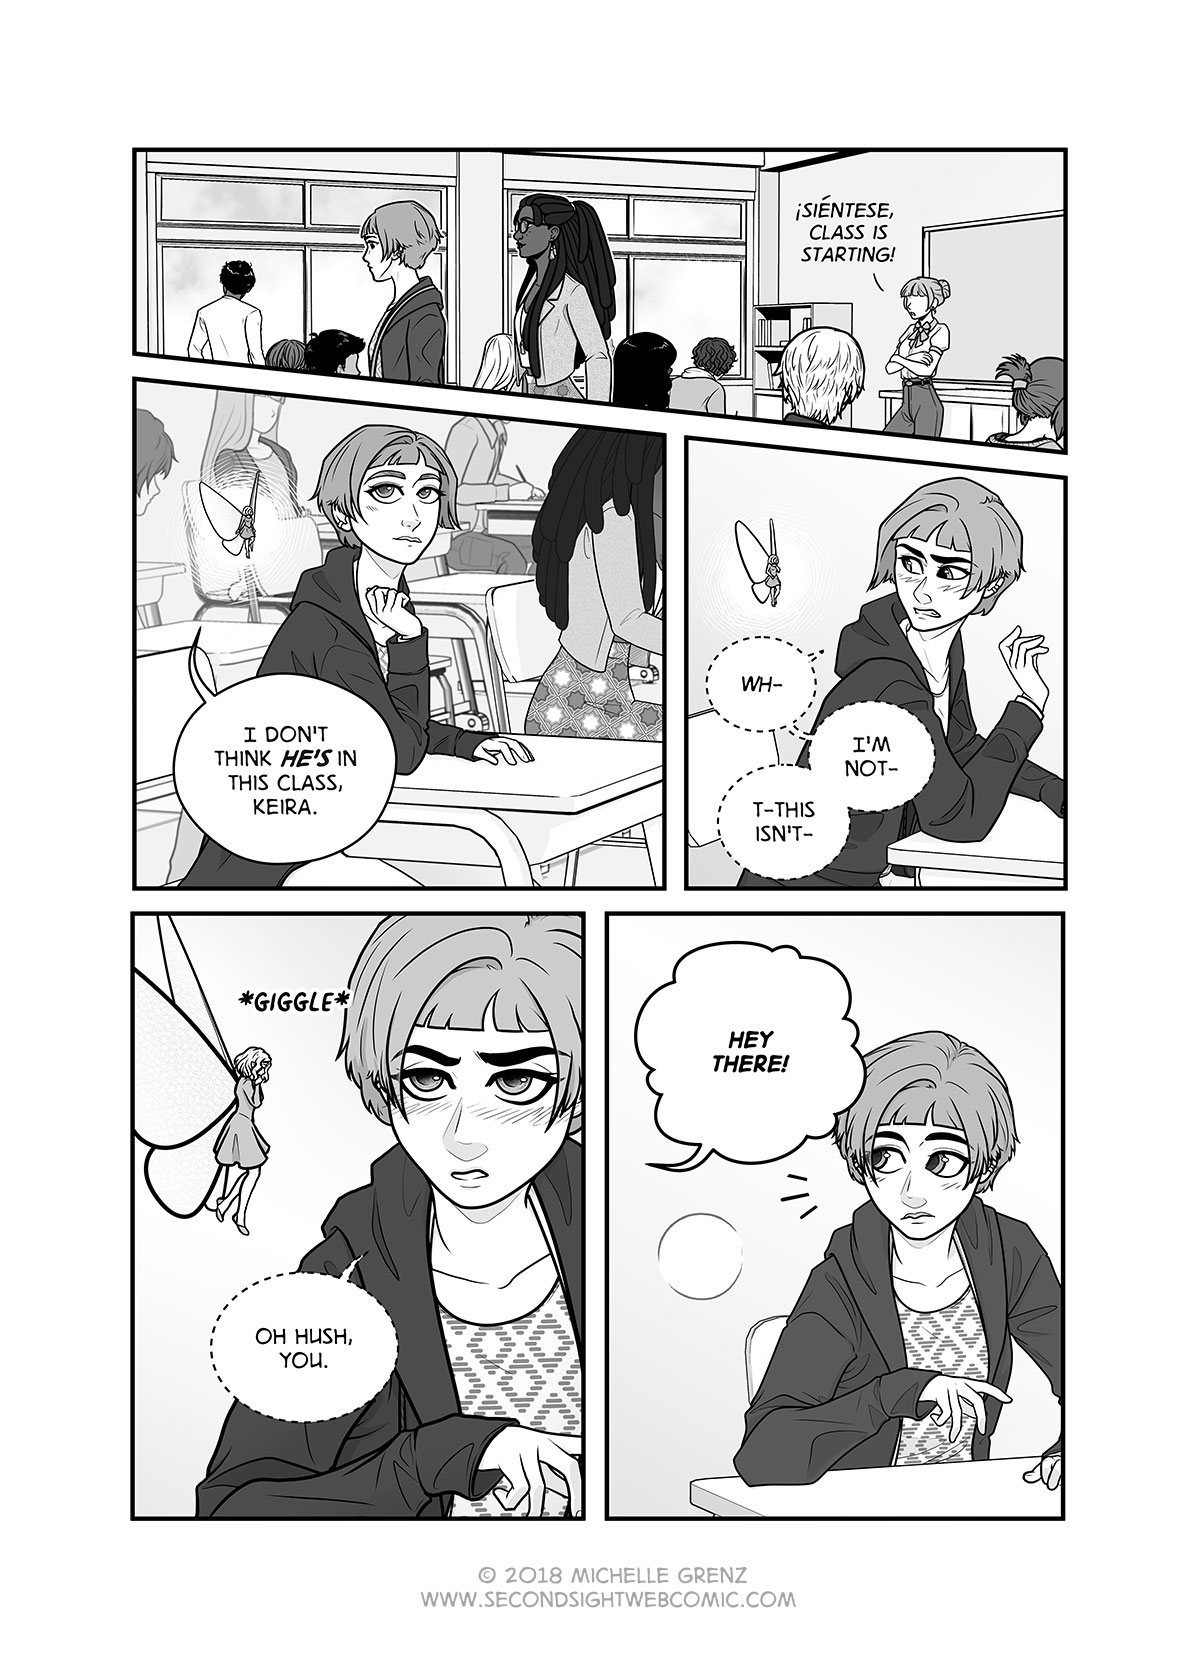 ¡SIÉNTESE,
CLASS IS
STARTING!
I DON'T
THINK HE'S IN
THIS CLASS,
KEIRA.
WH-
I'M
NOT-
T-THIS
ISN'T-
*GIGGLE*
OH HUSH,
YOU.
HEY
THERE!
© 2018 MICHELLE GRENZ
WWW.SECONDSIGHTWEBCOMIC.COM